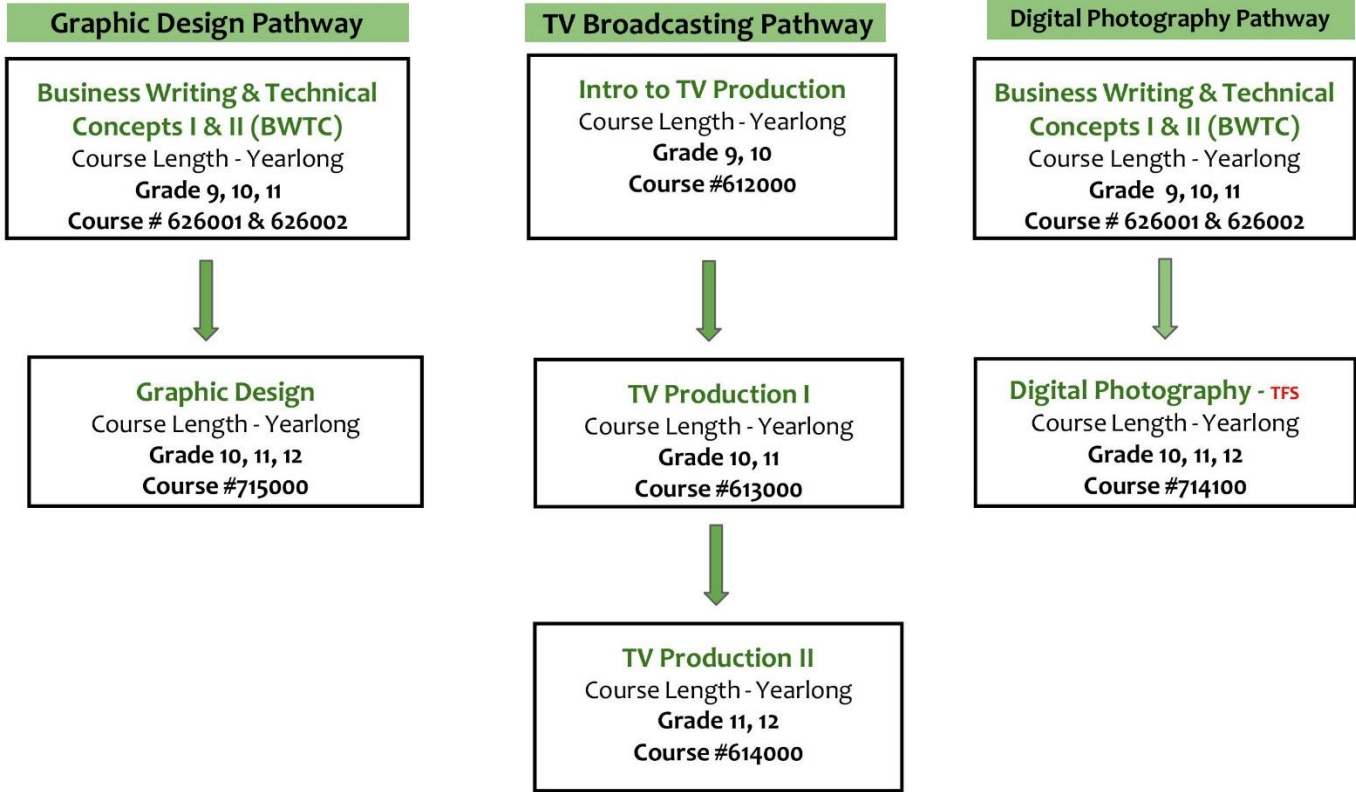 Graphic Design Pathway
Business Writing & Technical
Concepts I & II (BWTC)
Course Length - Yearlong
Grade 9, 10, 11
Course # 626001 & 626002
Graphic Design
Course Length - Yearlong
Grade 10, 11, 12
Course #715000
TV Broadcasting Pathway
Intro to TV Production
Course Length - Yearlong
Grade 9, 10
Course #612000
TV Production I
Course Length - Yearlong
Grade 10, 11
Course #613000
TV Production II
Course Length - Yearlong
Grade 11, 12
Course #614000
Digital Photography Pathway
Business Writing & Technical
Concepts I & II (BWTC)
Course Length - Yearlong
Grade 9, 10, 11
Course # 626001 & 626002
Digital Photography - TFS
Course Length - Yearlong
Grade 10, 11, 12
Course #714100